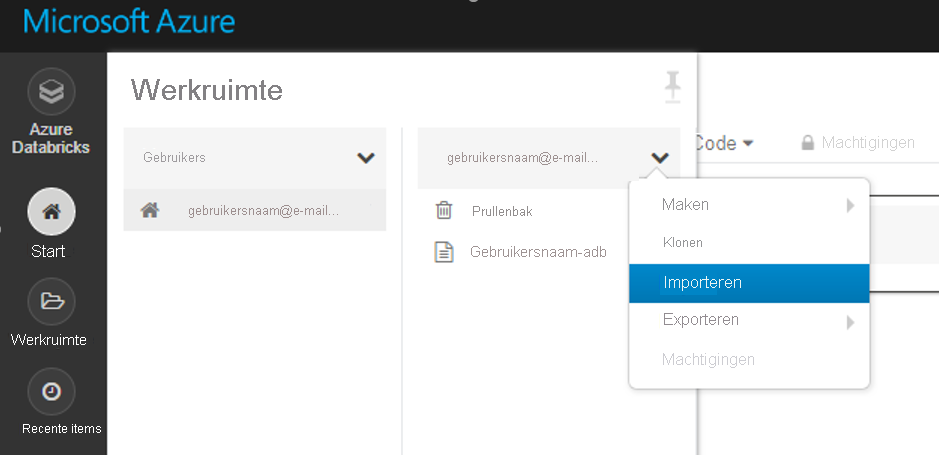 Microsoft Azure
Azure
Databricks
Start
Werkruimte
Recente items
Werkruimte
Gebruikers
gebruikersnaam@e-mail...
gebruikersnaam@e-mail...
Prullenbak
Gebruikersnaam-adb
Code
Machtigingen
Maken
Klonen
Importeren
Exporteren
Machtigingen